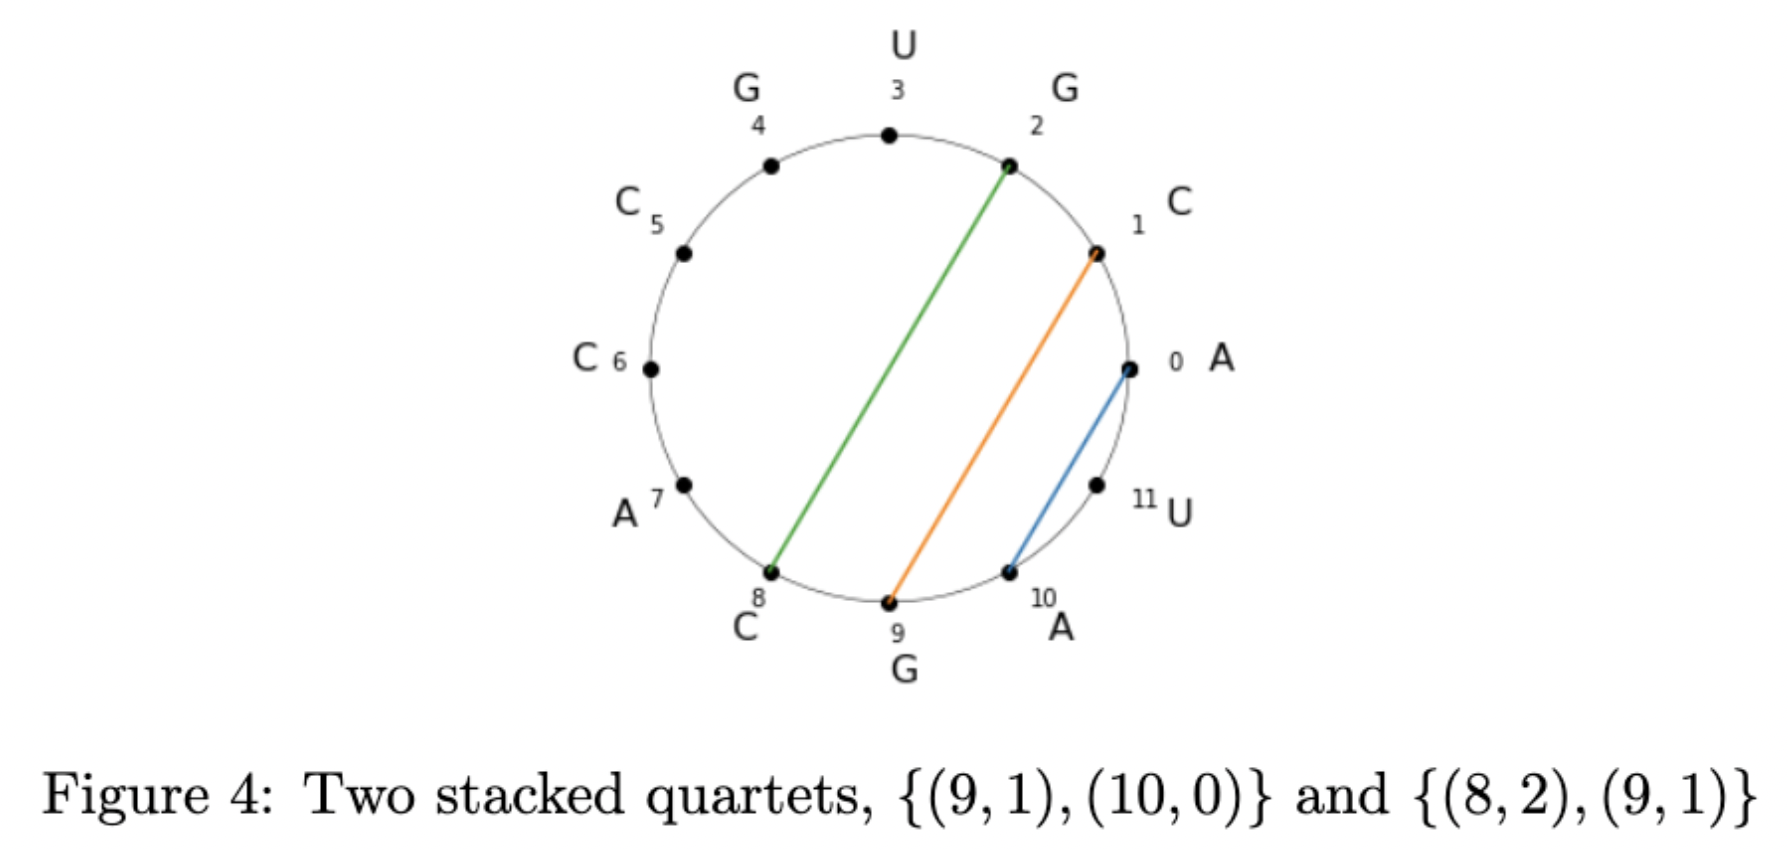 U
G 3 G
4 2
C 5 1 C
C 6 0 A
A 7 11 U
8 10
C 9 A
G
Figure 4: Two stacked quartets, {(9, 1), (10, 0)} and {(8, 2), (9, 1)}